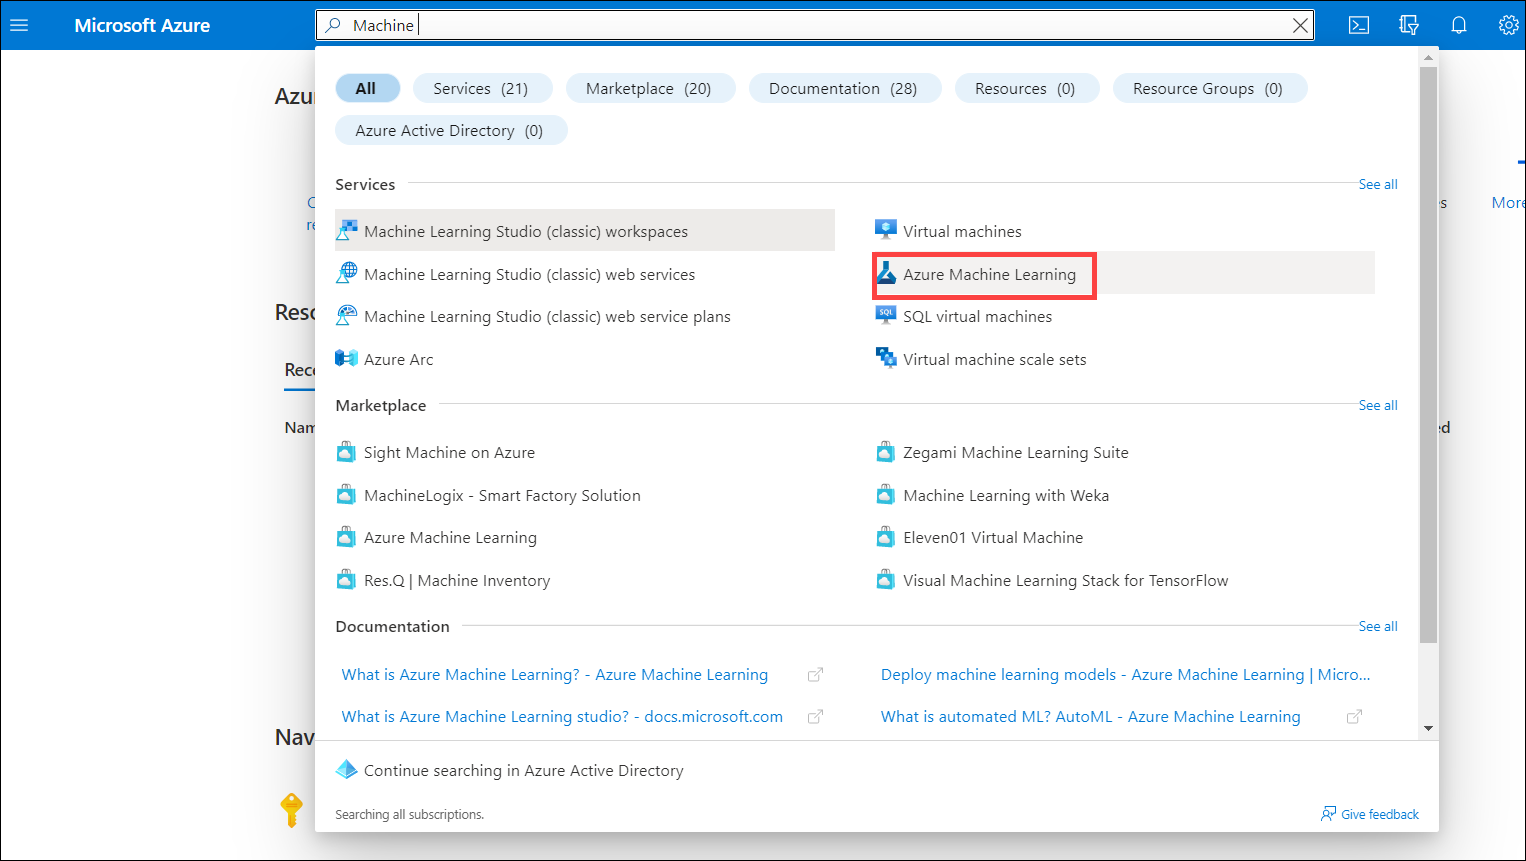 Microsoft Azure
Machine
All
Services (21)
Marketplace (20)
Documentation (28)
Resources (0)
Resource Groups (0)
Azure Active Directory (0)
Services
See all
Machine Learning Studio (classic) workspaces
Virtual machines
Machine Learning Studio (classic) web services
Azure Machine Learning
Machine Learning Studio (classic) web service plans
SQL
SQL virtual machines
Azure Arc
Virtual machine scale sets
Marketplace
See all
Sight Machine on Azure
Zegami Machine Learning Suite
MachineLogix - Smart Factory Solution
Machine Learning with Weka
Azure Machine Learning
Eleven01 Virtual Machine
Res.Q | Machine Inventory
Visual Machine Learning Stack for TensorFlow
Documentation
See all
What is Azure Machine Learning? - Azure Machine Learning
Deploy machine learning models - Azure Machine Learning | Micro...
What is Azure Machine Learning studio? - docs.microsoft.com
What is automated ML? AutoML - Azure Machine Learning
Continue searching in Azure Active Directory
Searching all subscriptions.
Give feedback
Azu
re
Reso
Rece
Nam
Nav
es
More
ed